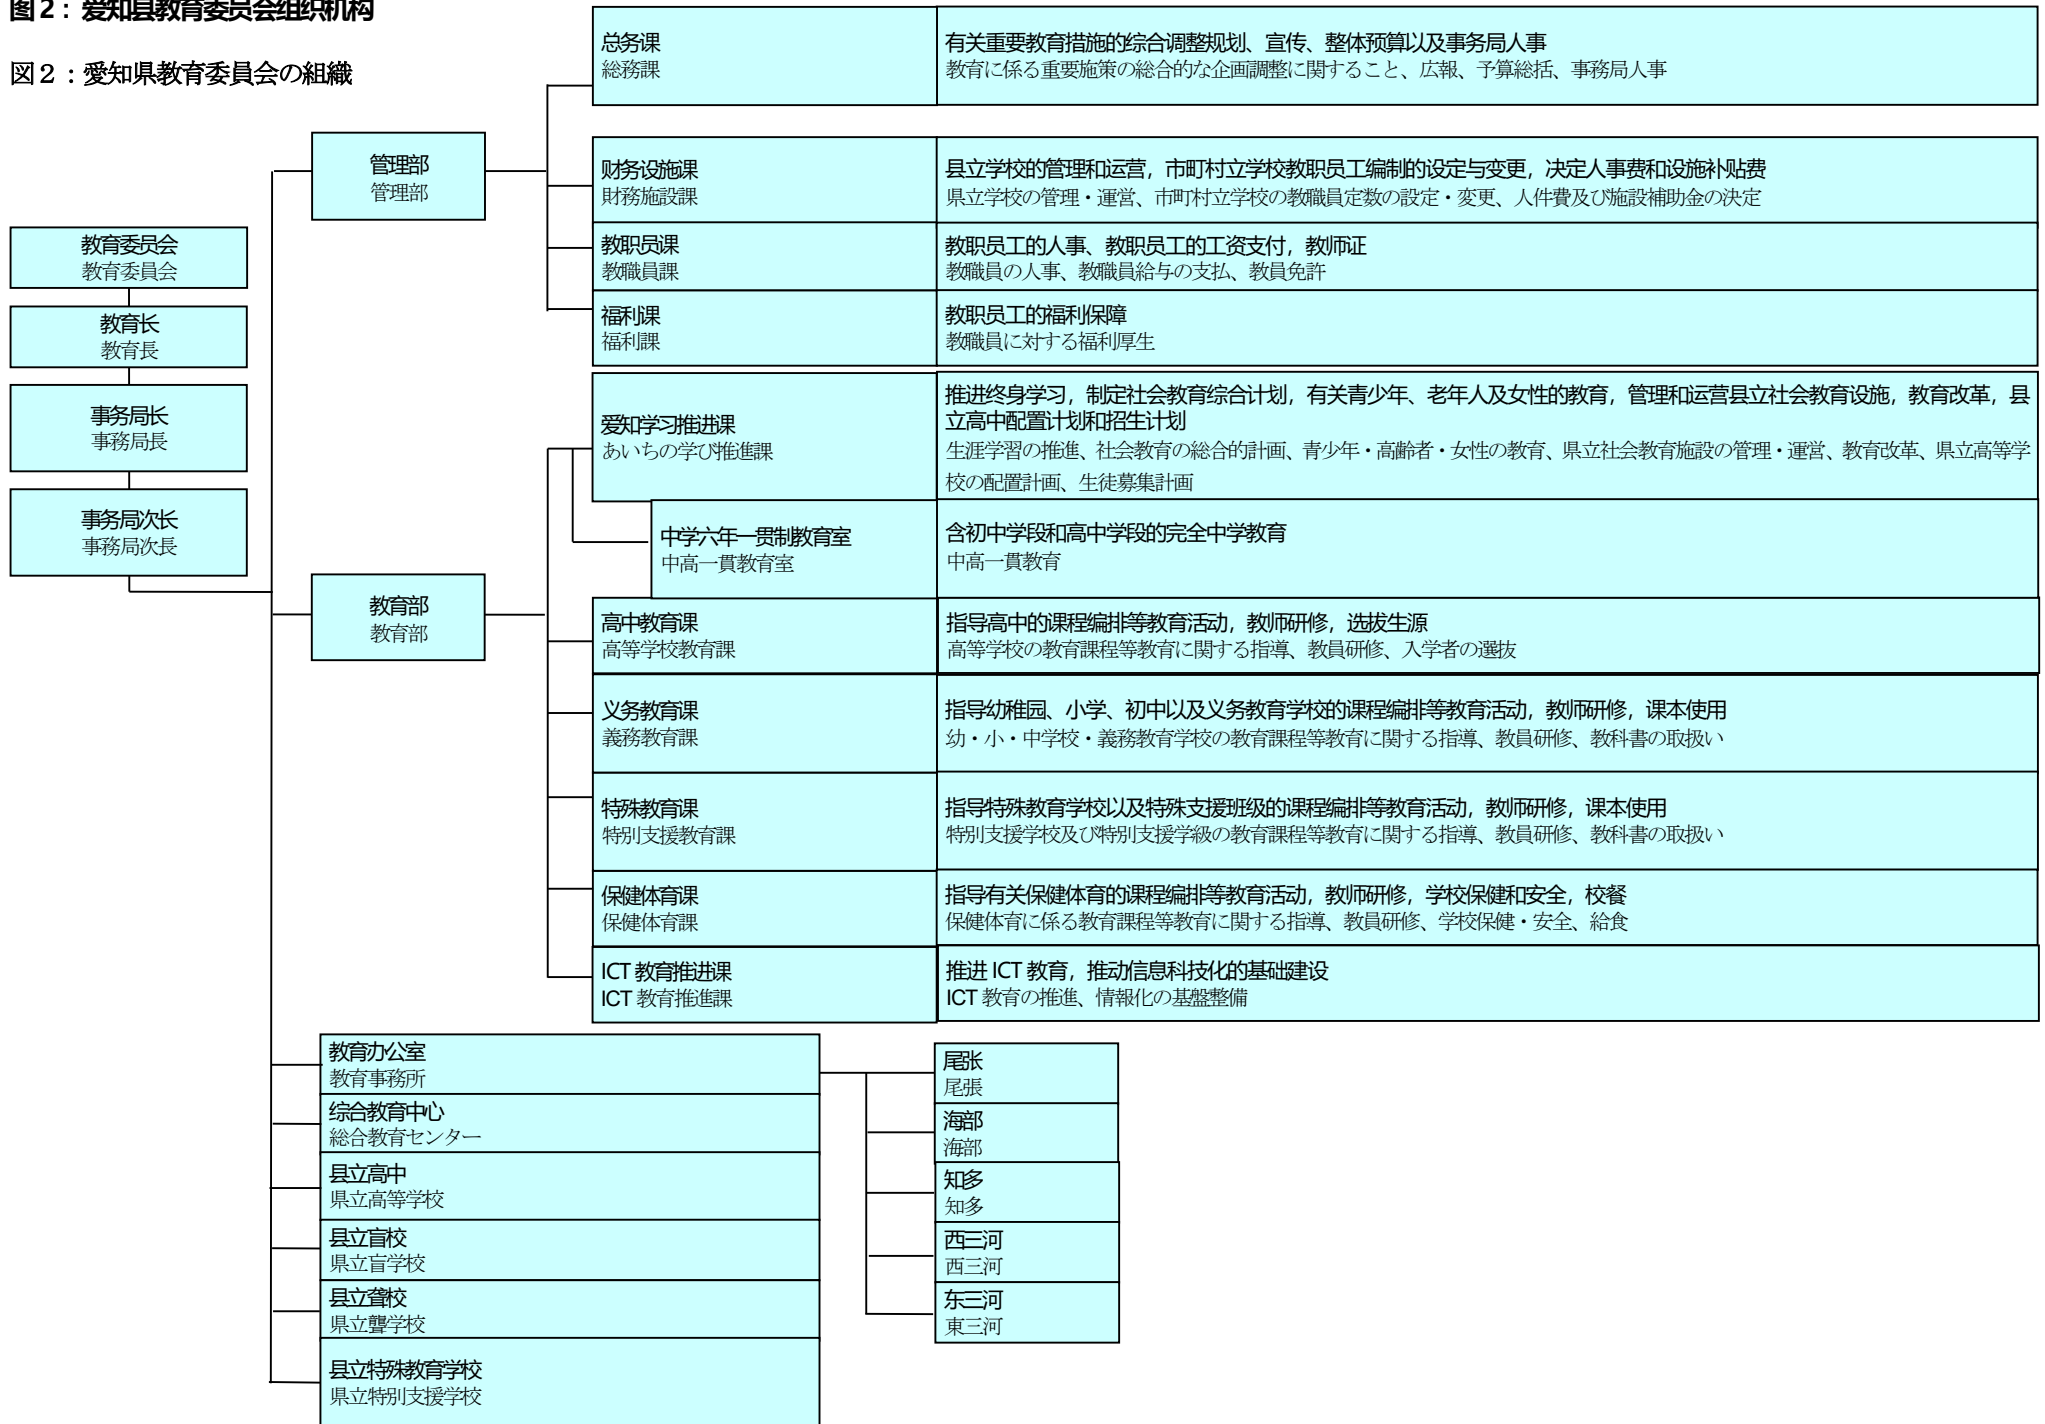 图2：爱知县教育委员会组织机构
図２：愛知県教育委員会の組織
教育委员会
教育委員会
教育长
教育長
事务局长
事務局長
事务局次长
事務局次長
管理部
管理部
总务课
総務課
有关重要教育措施的综合调整规划、宣传、整体预算以及事务局人事
教育に係る重要施策の総合的な企画調整に関すること、広報、予算総括、事務局人事
财务设施课
財務施設課
县立学校的管理和运营，市町村立学校教职员工编制的设定与变更，决定人事费和设施补贴费
県立学校の管理・運営、市町村立学校の教職員定数の設定・変更、人件費及び施設補助金の決定
教职员课
教職員課
教职员工的人事、教职员工的工资支付，教师证
教職員の人事、教職員給与の支払、教員免許
福利课
福利課
教职员工的福利保障
教職員に対する福利厚生
教育部
教育部
爱知学习推进课
あいちの学び推進課
推进终身学习，制定社会教育综合计划，有关青少年、老年人及女性的教育，管理和运营县立社会教育设施，教育改革，县
立高中配置计划和招生计划
生涯学習の推進、社会教育の総合的計画、青少年・高齢者・女性の教育、県立社会教育施設の管理・運営、教育改革、県立高等学
校の配置計画、生徒募集計画
中学六年一贯制教育室
中高一貫教育室
含初中学段和高中学段的完全中学教育
中高一貫教育
高中教育课
高等学校教育課
指导高中的课程编排等教育活动，教师研修，选拔生源
高等学校の教育課程等教育に関する指導、教員研修、入学者の選抜
义务教育课
義務教育課
指导幼稚园、小学、初中以及义务教育学校的课程编排等教育活动，教师研修，课本使用
幼・小・中学校・義務教育学校の教育課程等教育に関する指導、教員研修、教科書の取扱い
特殊教育课
特別支援教育課
指导特殊教育学校以及特殊支援班级的课程编排等教育活动，教师研修，课本使用
特別支援学校及び特別支援学級の教育課程等教育に関する指導、教員研修、教科書の取扱い
保健体育课
保健体育課
指导有关保健体育的课程编排等教育活动，教师研修，学校保健和安全，校餐
保健体育に係る教育課程等教育に関する指導、教員研修、学校保健・安全、給食
ICT 教育推进课
ICT 教育推進課
推进 ICT 教育，推动信息科技化的基础建设
ICT 教育の推進、情報化の基盤整備
教育办公室
教育事務所
综合教育中心
総合教育センター
县立高中
県立高等学校
县立盲校
県立盲学校
县立聋校
県立聾学校
县立特殊教育学校
県立特別支援学校
尾张
尾張
海部
海部
知多
知多
西三河
西三河
东三河
東三河